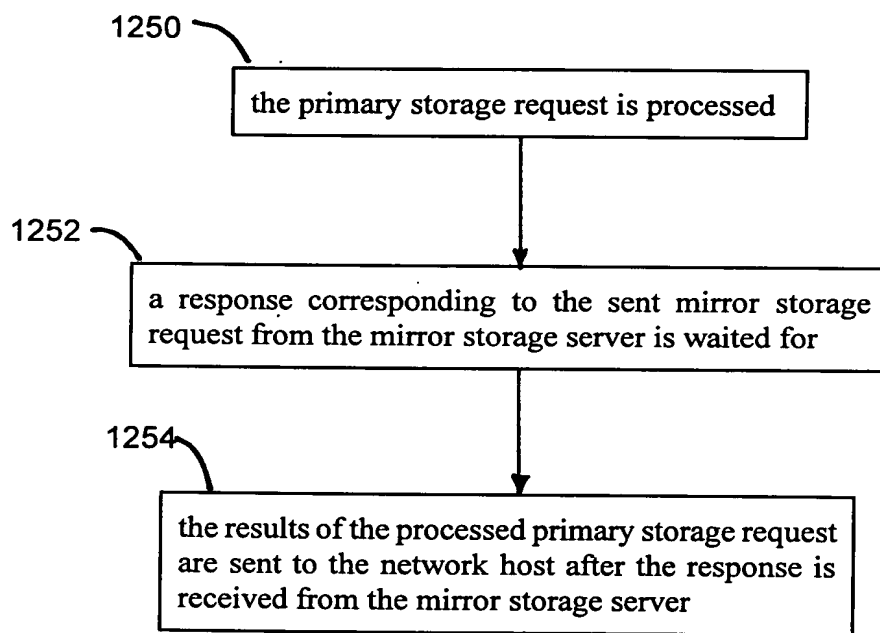 1250
the primary storage request is processed
1252
a response corresponding to the sent mirror storage
request from the mirror storage server is waited for
1254
the results of the processed primary storage request
are sent to the network host after the response is
received from the mirror storage server